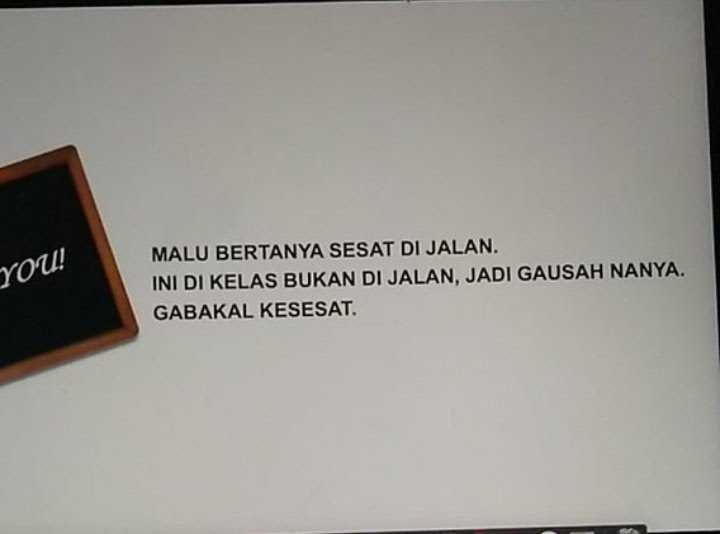 YOU!
MALU BERTANYA SESAT DI JALAN.
INI DI KELAS BUKAN DI JALAN, JADI GAUSAH NANYA.
GABAKAL KESESAT.